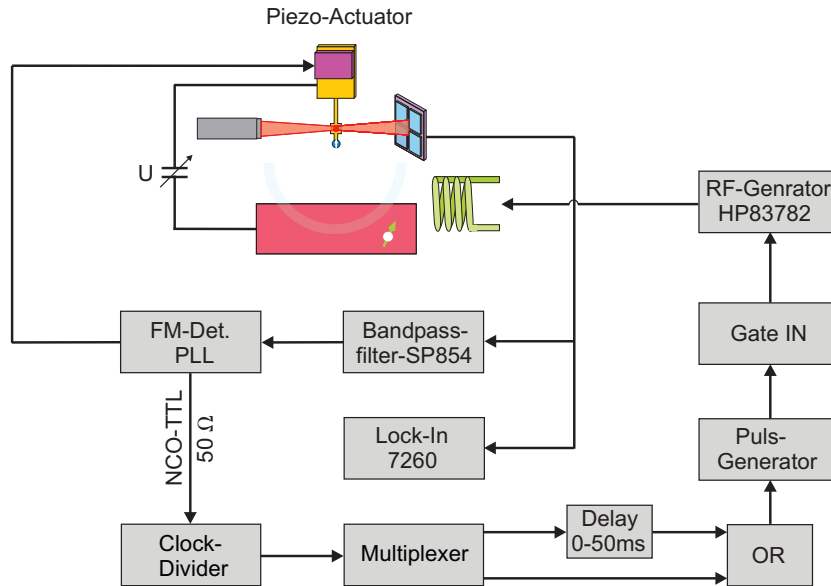 Piezo-Actuator
U
RF-Genrator
HP83782
FM-Det.
PLL
Bandpass-
filter-SP854
Gate IN
NCO-TTL
50 Ω
Lock-In
7260
Puls-
Generator
Clock-
Divider
Multiplexer
Delay
0-50ms
OR